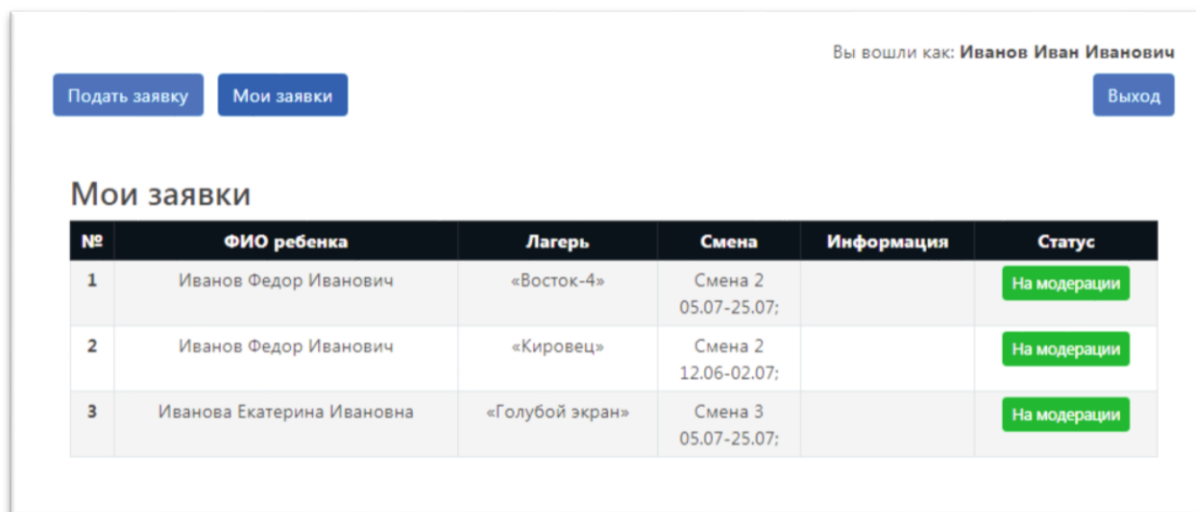 Вы вошли как: Иванов Иван Иванович
Подать заявку Мои заявки Выход
Мои заявки
№ ФИО ребенка Лагерь Смена Информация Статус
1 Иванов Федор Иванович «Восток-4» Смена 2 На модерации
05.07-25.07;
2 Иванов Федор Иванович «Кировец» Смена 2 На модерации
12.06-02.07;
3 Иванова Екатерина Ивановна «Голубой экран» Смена 3 На модерации
05.07-25.07;